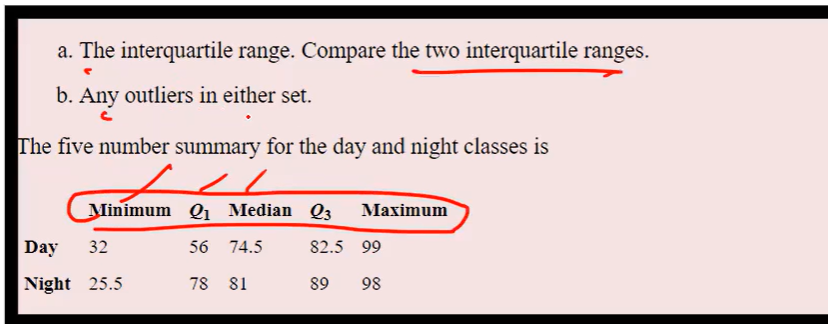 a. The interquartile range. Compare the two interquartile ranges.
b. Any outliers in either set.
The five number summary for the day and night classes is
Minimum Q1 Median Q3 Maximum
Day 32 56 74.5 82.5 99
Night 25.5 78 81 89 98